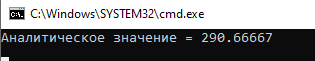 C:\Windows\SYSTEM32\cmd.exe
Аналитическое значение = 290.66667